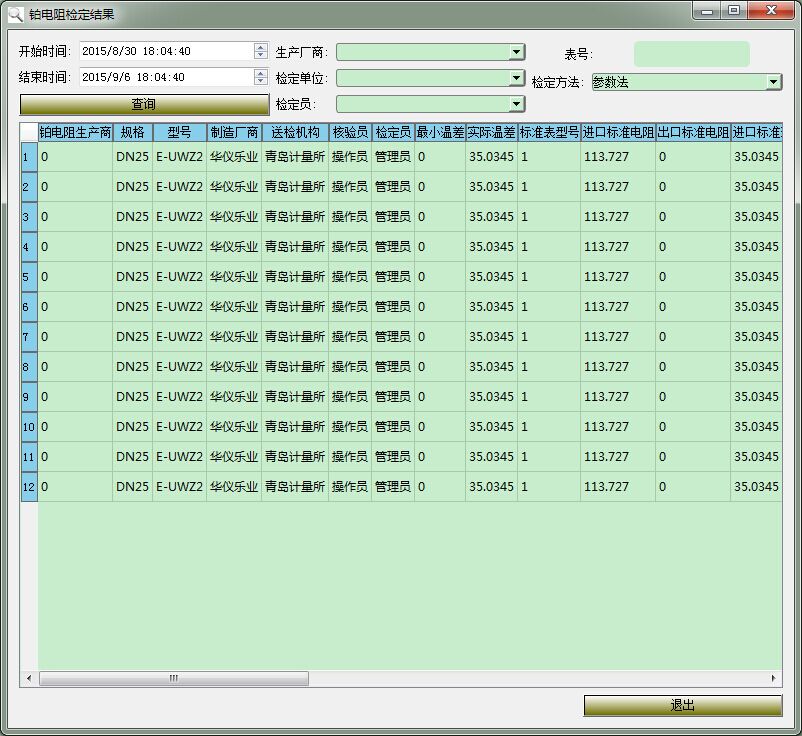 铂电阻检定结果
开始时间: 2015/8/30 18:04:40 生产厂商: 表号:
结束时间: 2015/9/6 18:04:40 检定单位: 检定方法: 参数法
查询 检定员:
铂电阻生产商 规格 型号 制造厂商 送检机构 核验员 检定员 最小温差 实际温差 标准表型号 进口标准电阻 出口标准电阻 进口标准
1 0 DN25 E-UWZ2 华仪乐业 青岛计量所 操作员 管理员 0 35.0345 1 113.727 0 35.0345
2 0 DN25 E-UWZ2 华仪乐业 青岛计量所 操作员 管理员 0 35.0345 1 113.727 0 35.0345
3 0 DN25 E-UWZ2 华仪乐业 青岛计量所 操作员 管理员 0 35.0345 1 113.727 0 35.0345
4 0 DN25 E-UWZ2 华仪乐业 青岛计量所 操作员 管理员 0 35.0345 1 113.727 0 35.0345
5 0 DN25 E-UWZ2 华仪乐业 青岛计量所 操作员 管理员 0 35.0345 1 113.727 0 35.0345
6 0 DN25 E-UWZ2 华仪乐业 青岛计量所 操作员 管理员 0 35.0345 1 113.727 0 35.0345
7 0 DN25 E-UWZ2 华仪乐业 青岛计量所 操作员 管理员 0 35.0345 1 113.727 0 35.0345
8 0 DN25 E-UWZ2 华仪乐业 青岛计量所 操作员 管理员 0 35.0345 1 113.727 0 35.0345
9 0 DN25 E-UWZ2 华仪乐业 青岛计量所 操作员 管理员 0 35.0345 1 113.727 0 35.0345
10 0 DN25 E-UWZ2 华仪乐业 青岛计量所 操作员 管理员 0 35.0345 1 113.727 0 35.0345
11 0 DN25 E-UWZ2 华仪乐业 青岛计量所 操作员 管理员 0 35.0345 1 113.727 0 35.0345
12 0 DN25 E-UWZ2 华仪乐业 青岛计量所 操作员 管理员 0 35.0345 1 113.727 0 35.0345
退出